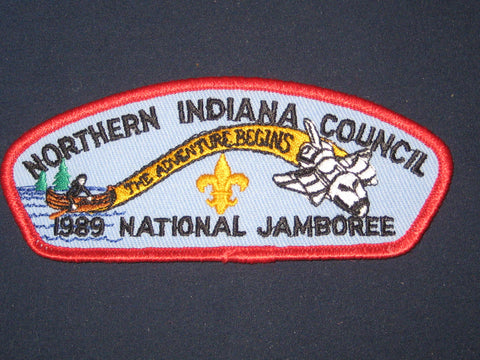 NORTHERN INDIANA COUNCIL
THE ADVENTURE BEGINS
1989 NATIONAL JAMBOREE